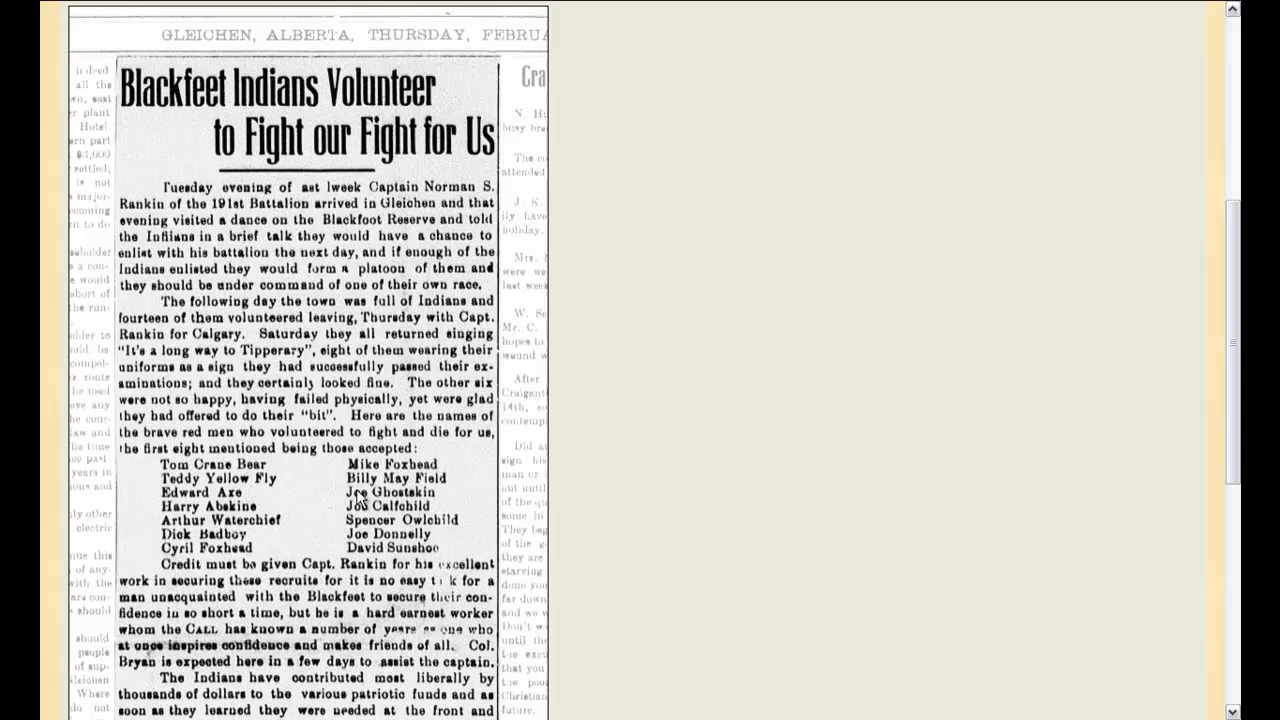 GLEICHEN, ALBERTA, THURSDAY, FEBRUA
Blackfeet Indians Volunteer
to Fight our Fight for Us
Tuesday evening of ast lweek Captain Norman S.
Rankin of the 191st Battalion arrived in Gleichen and that
evening visited a dance on the Blackfoot Reserve and told
the Indiians in a brief talk they would have a chance to
enlist with his battalion the next day, and if enough of the
Indians enlisted they would form a platoon of them and
they should be under command of one of their own race.
The following day the town was full of Indians and
fourteen of them volunteered leaving, Thursday with Capt.
Rankin for Calgary. Saturday they all returned singing
"It's a long way to Tipperary", eight of them wearing their
uniforms as a sign they had successfully passed their ex-
aminations; and they certainly looked fine. The other six
were not so happy, having failed physically, yet were glad
they had offered to do their "bit". Here are the names of
the brave red men who volunteered to fight and die for us,
the first eight mentioned being those accepted:
Tom Crane Bear Mike Foxhead
Teddy Yellow Fly Billy May Field
Edward Axe Joe Ghostskin
Harry Abskine Joe Calfchild
Arthur Waterchief Spencer Owlchild
Dick Badboy Joe Donnelly
Cyril Foxhead David Sunshoe
Credit must be given Capt. Rankin for his excellent
work in securing these recruits for it is no easy for a
man unacquainted with the Blackfeet to secure their con-
fidence in so short a time, but he is a hard earnest worker
whom the CALL has known a number of years as one who
at once inspires confidence and makes friends of all. Col.
Bryan is expected here in a few days to assist the captain.
The Indians have contributed most liberally by
thousands of dollars to the various patriotic funds and as
soon as they learned they were needed at the front and